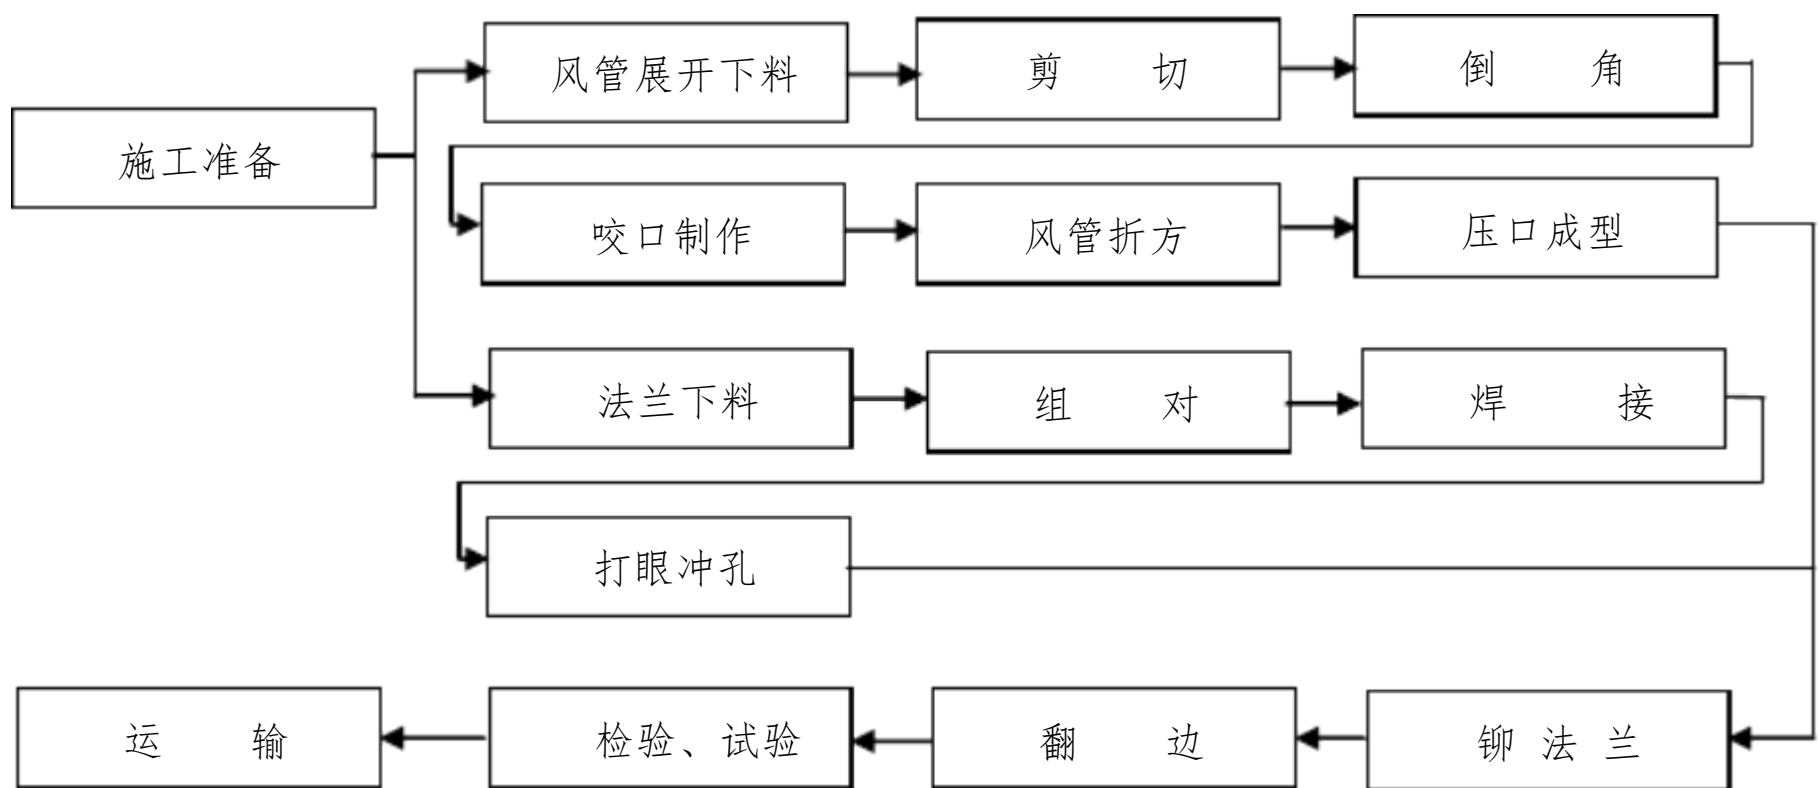 风管展开下料
剪 切
倒 角
施工准备
咬口制作
风管折方
压口成型
法兰下料
组 对
焊 接
打眼冲孔
运 输
检验、试验
翻 边
铆 法 兰